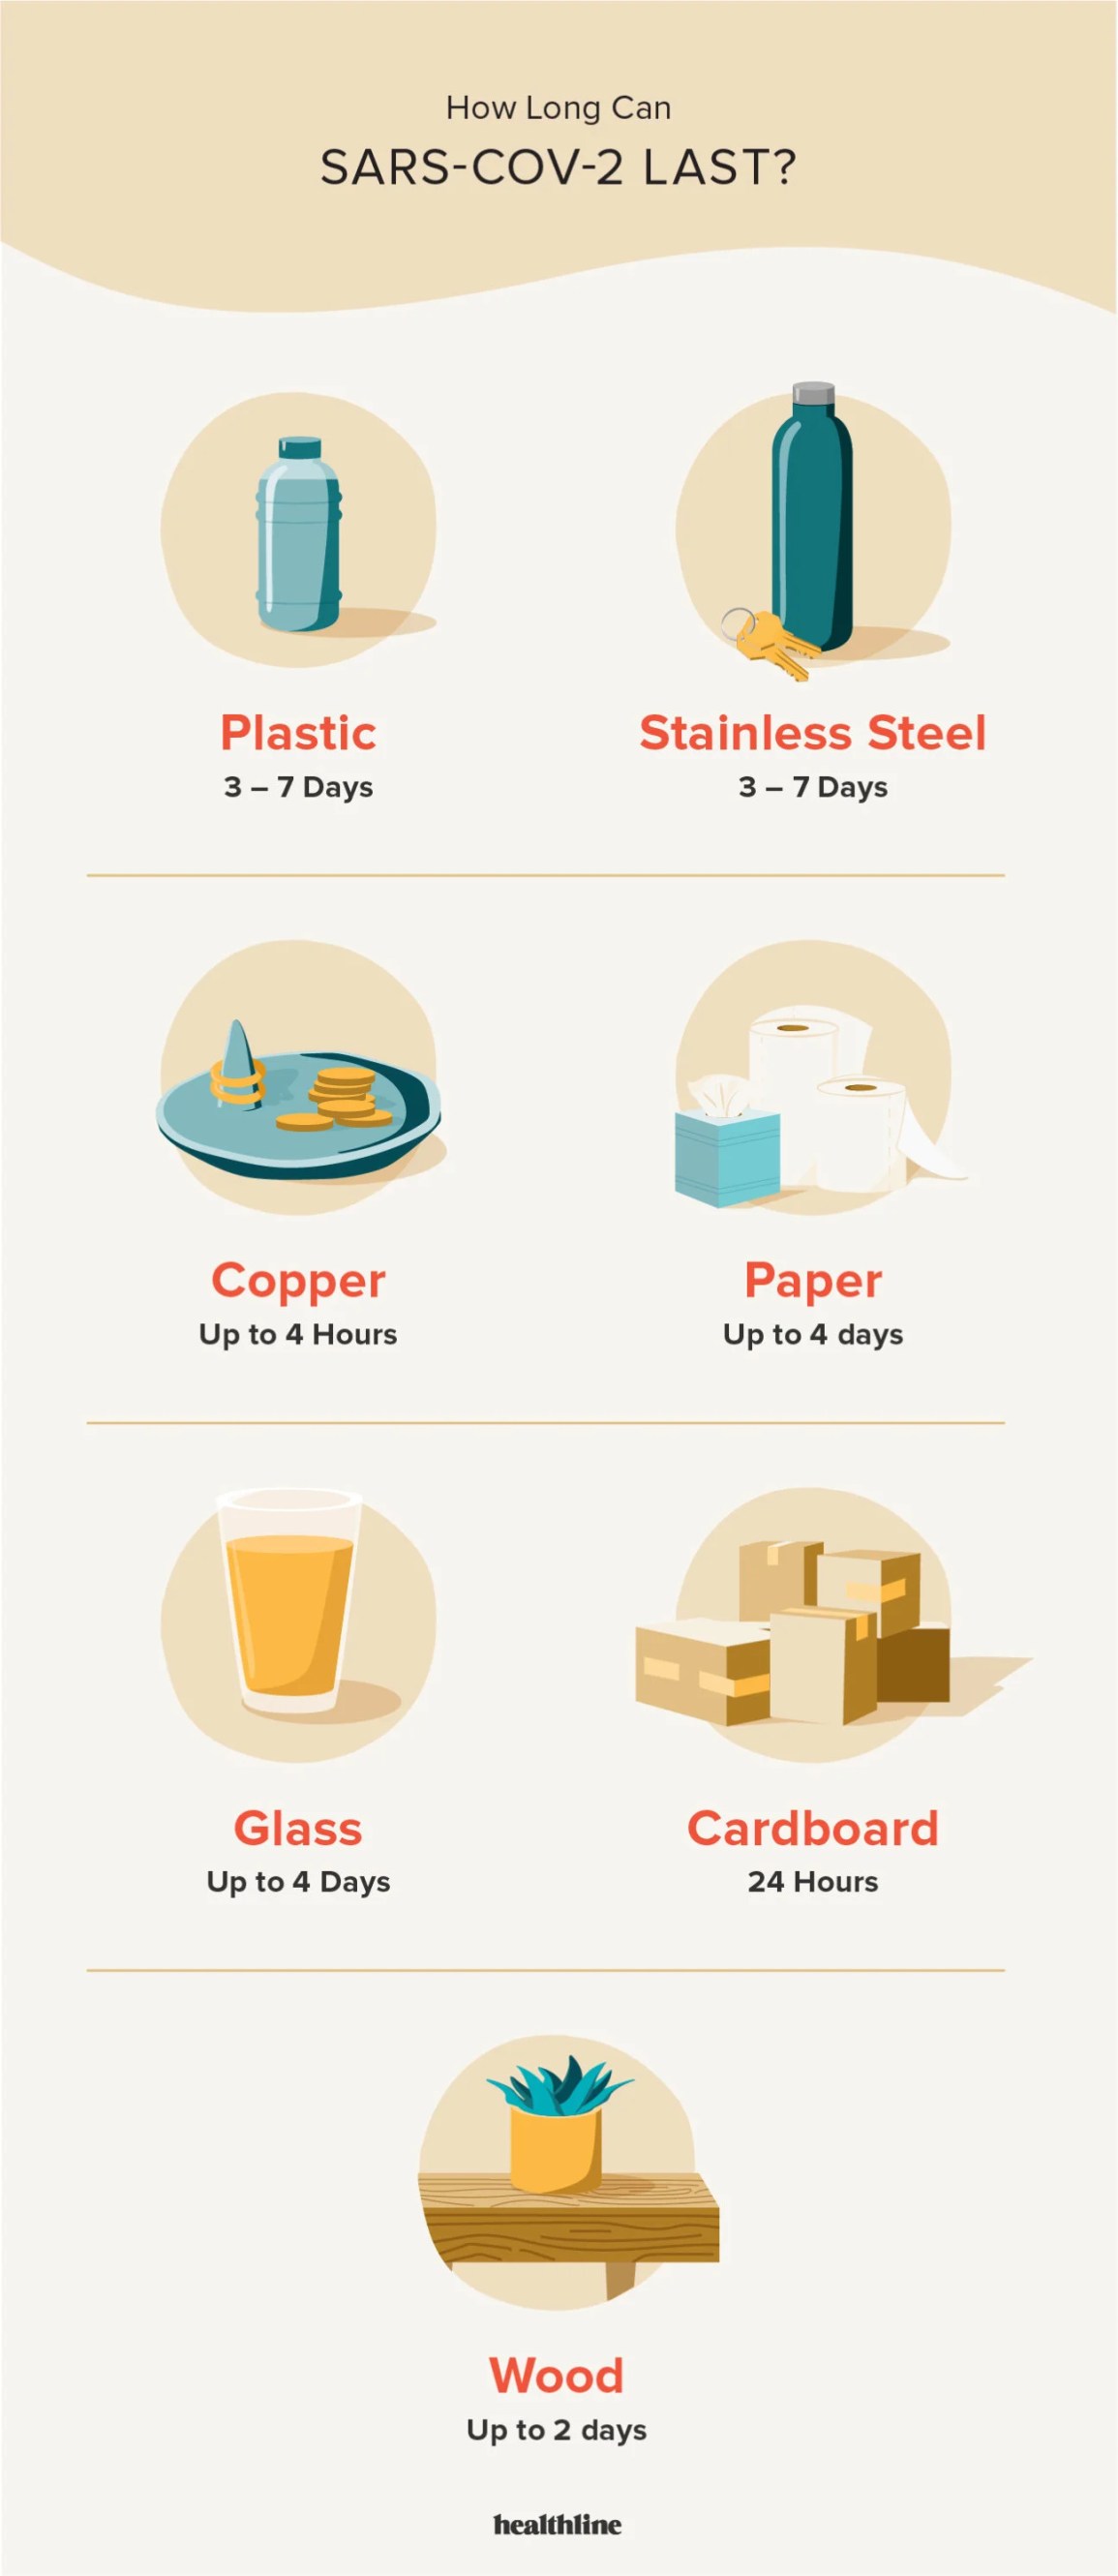 How Long Can
SARS-COV-2 LAST?
Plastic
3 – 7 Days
Stainless Steel
3 – 7 Days
Copper
Up to 4 Hours
Paper
Up to 4 days
Glass
Up to 4 Days
Cardboard
24 Hours
Wood
Up to 2 days
healthline